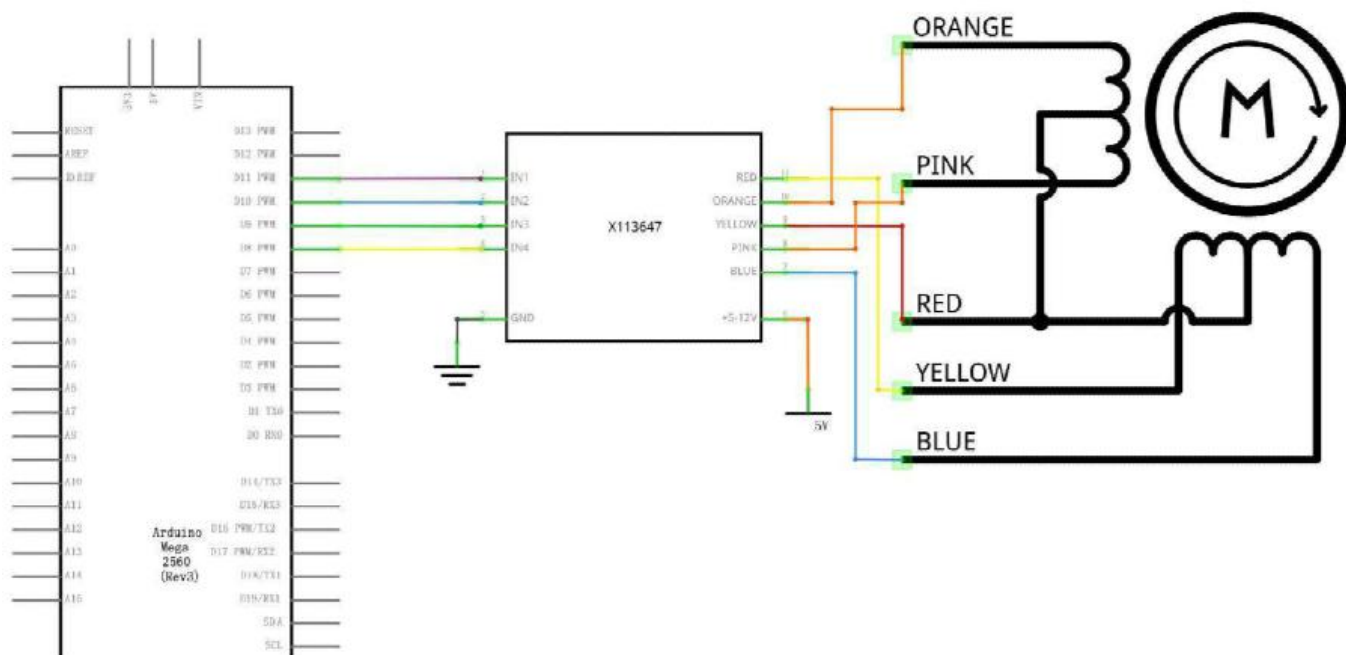 ORANGE
PINK
RED
YELLOW
BLUE
M
3V3
5V
VIN
RESET
AREF
IOREF
A0
A1
A2
A3
A6
A7
A8
A9
A10
A11
A12
A13
A14
D13 PWM
D12 PWM
D11 PWM
D10 PWM
D9 PWM
D8 PWM
D7 PWM
D6 PWM
D5 PWM
D4 PWM
D2 PWM
D3 PWM
D1 TX0
D0 RX0
D14/TX3
D15/RX3
D16 PWM/TX2
D17 PWM/RX2
D18/TX1
D19/RX1
SDA
SCL
Arduino
Mega
2560
(Rev3)
IN1
IN2
IN3
IN4
GND
X113647
RED
ORANGE
YELLOW
PINK
BLUE
+5-12V
5V